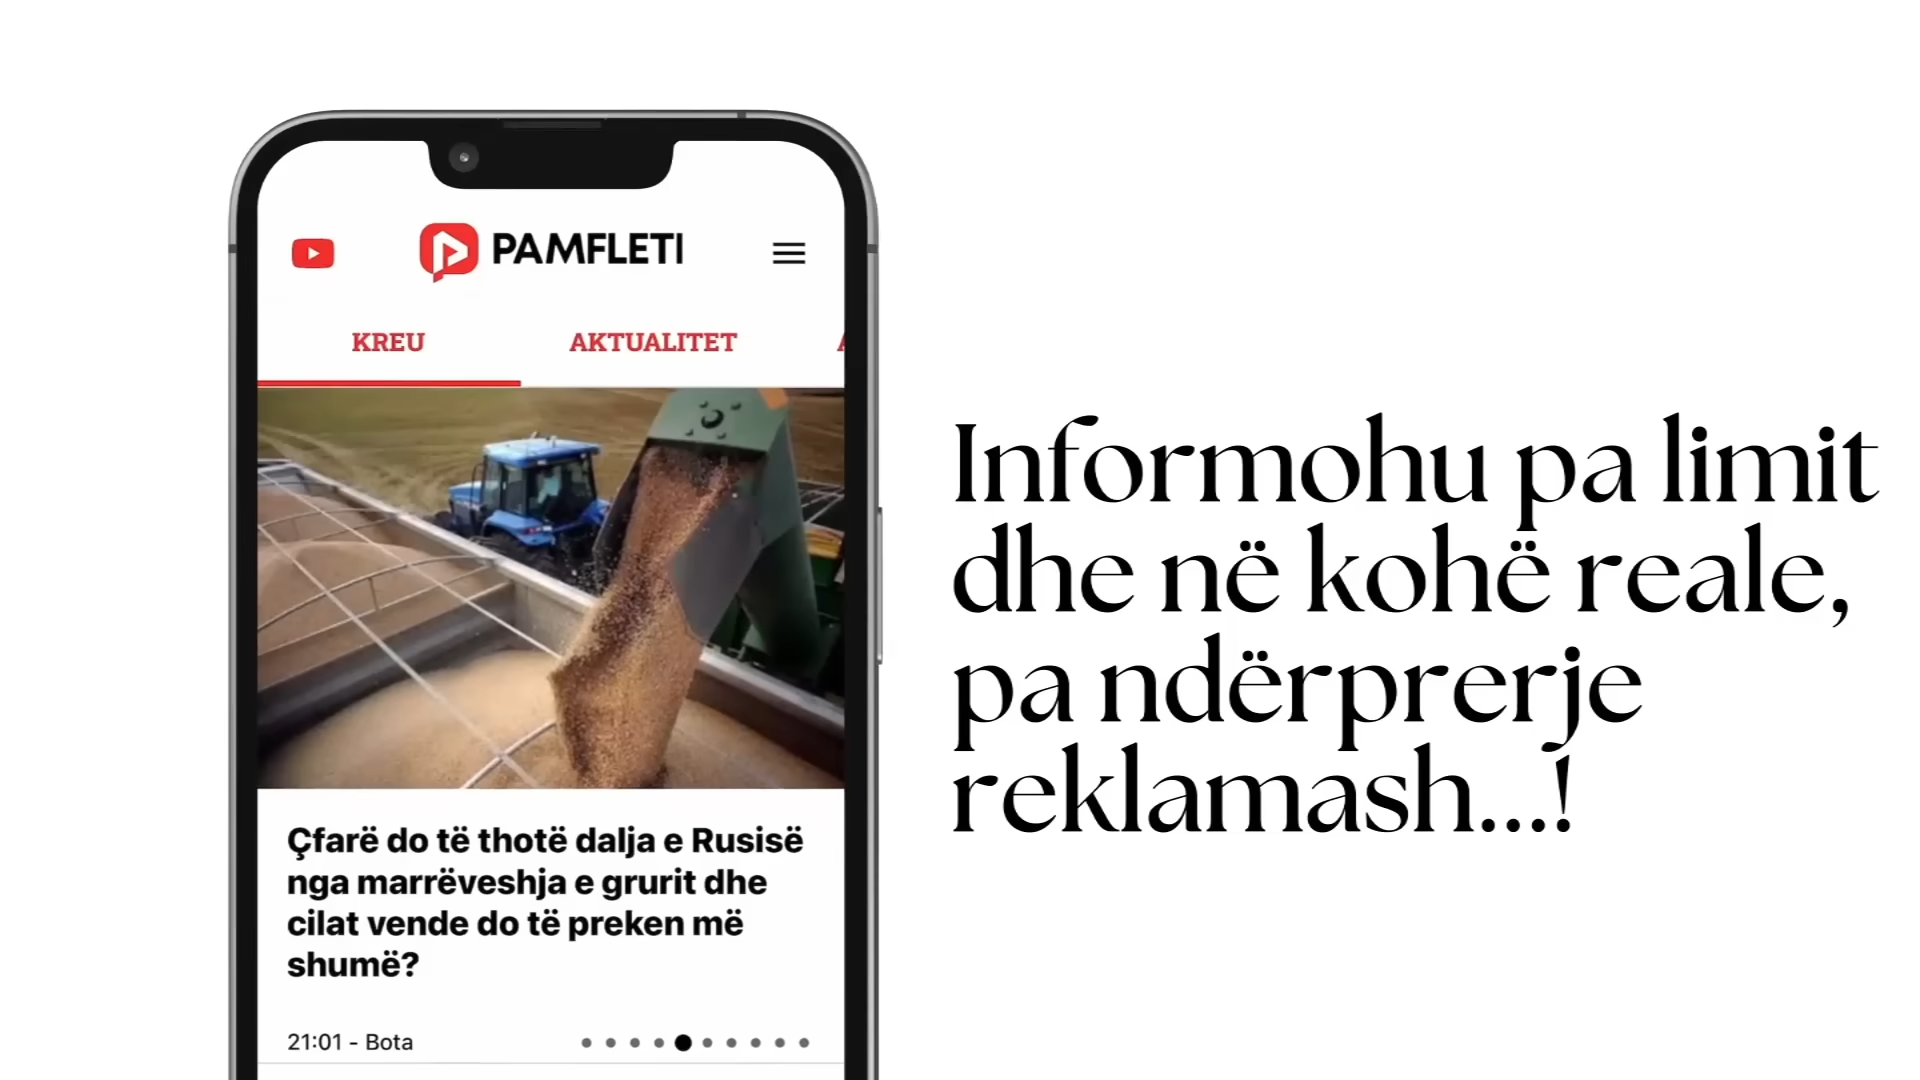 PAMFLETI
KREU
AKTUALITET
Çfarë do të thotë dalja e Rusisë
nga marrëveshja e grurit dhe
cilat vende do të preken më
shumë?
21:01 - Bota
Informohu pa limit
dhe në kohë reale,
pa ndërprerje
reklamash...!